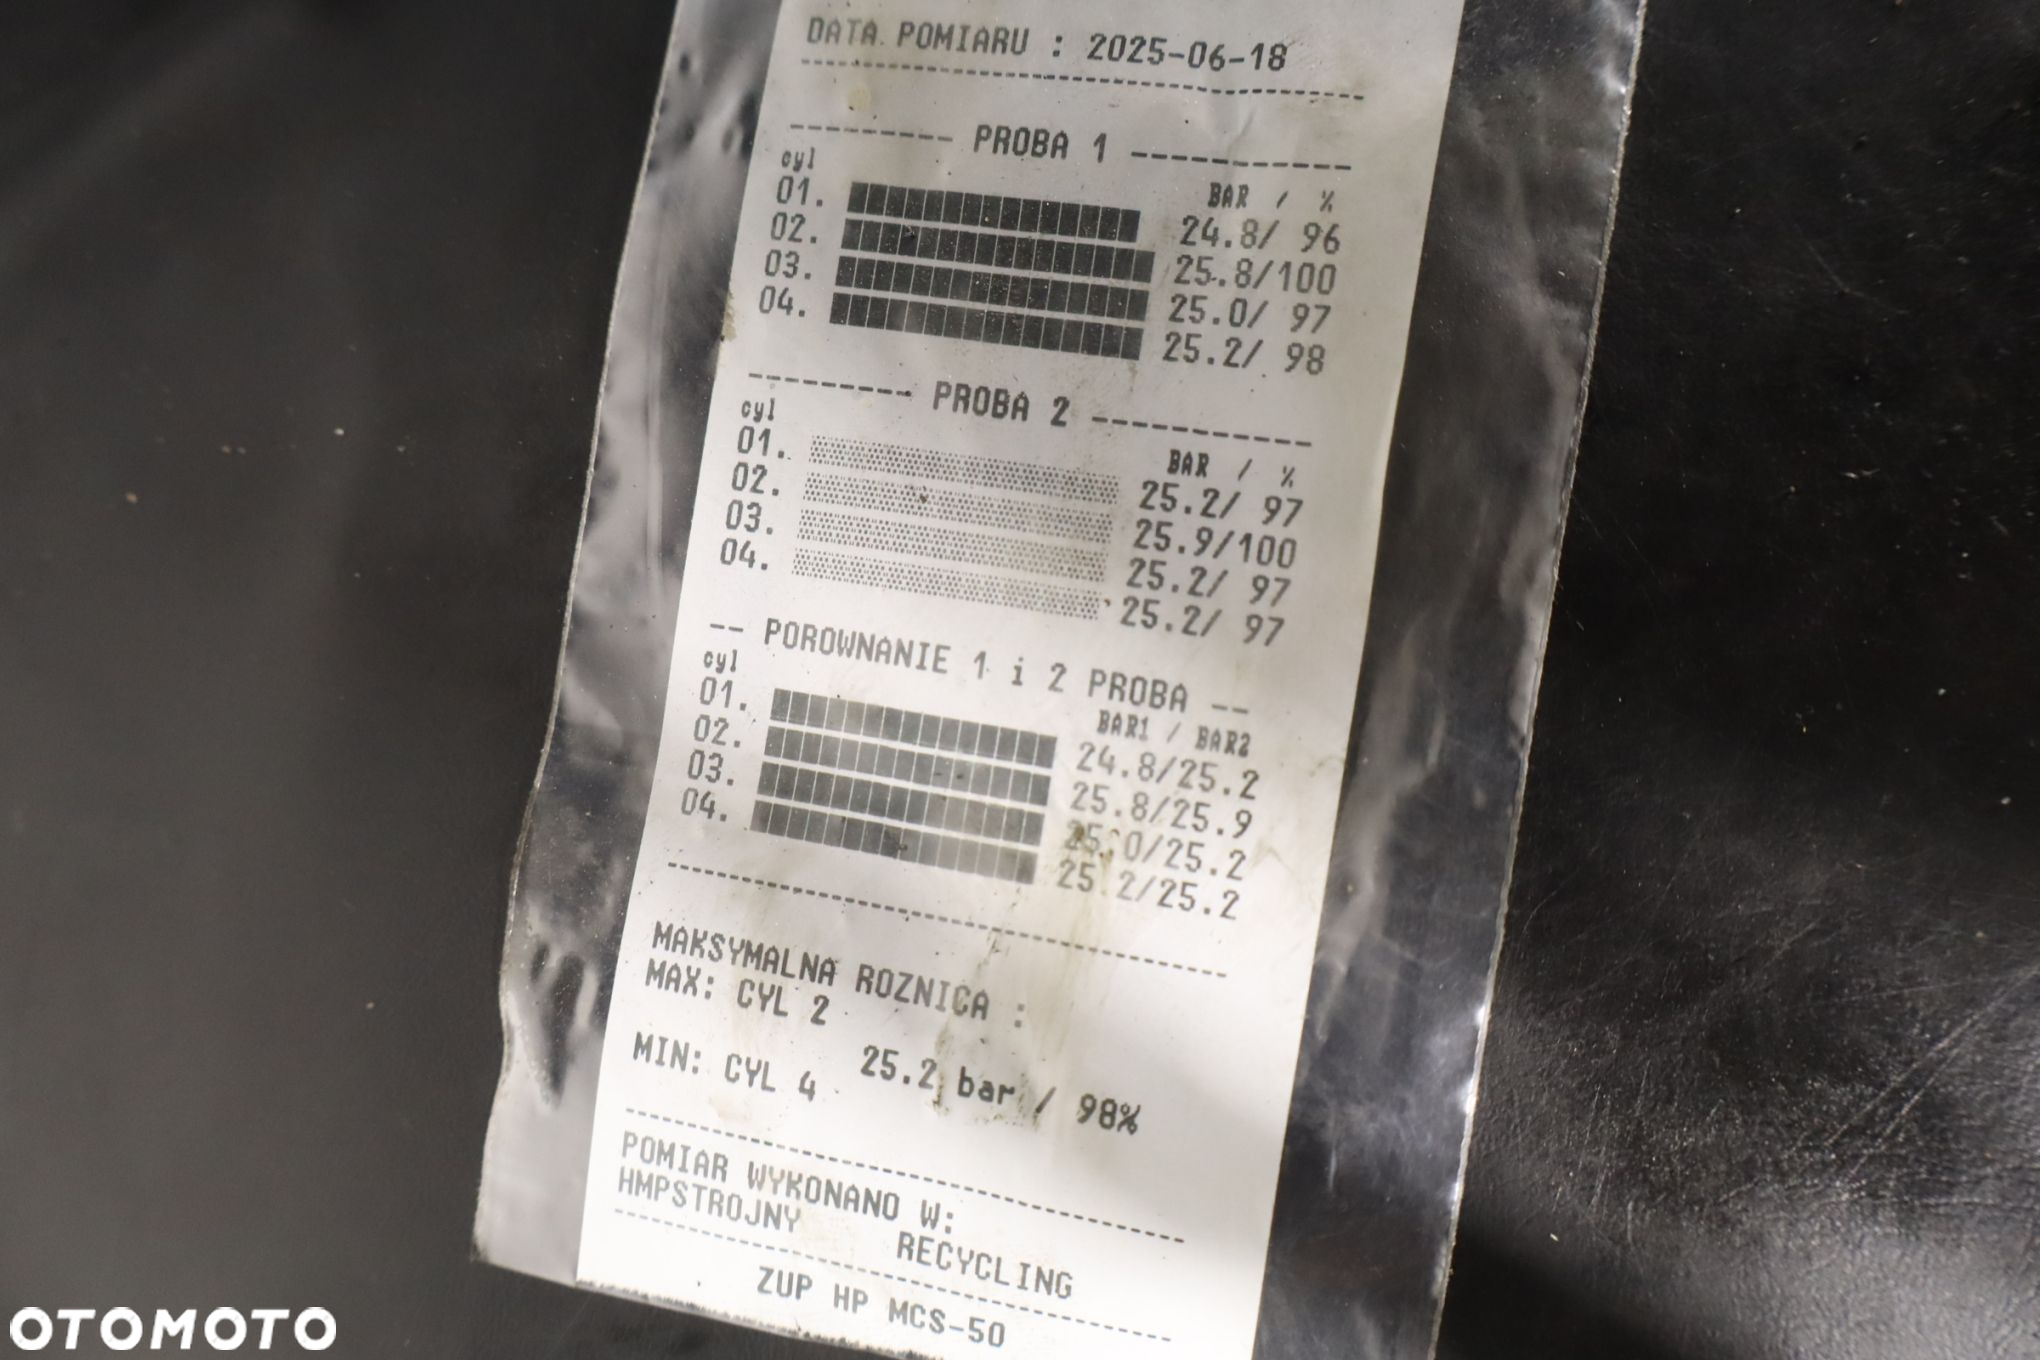 DATA POMIARU : 2025-06-18
--------- PROBA 1 ------------
cyl BAR / %
01. 24.8/ 96
02. 25.8/100
03. 25.0/ 97
04. 25.2/ 98
--------- PROBA 2 ------------
cyl BAR / %
01. 25.2/ 97
02. 25.9/100
03. 25.2/ 97
04. 25.2/ 97
-- POROWNANIE 1 i 2 PROBA --
cyl BAR1 / BAR2
01. 24.8/25.2
02. 25.8/25.9
03. 25.0/25.2
04. 25.2/25.2
MAKSYMALNA ROZNICA :
MAX: CYL 2
25.2 bar / 98%
MIN: CYL 4
POMIAR WYKONANO W:
HMPSTROJNY RECYCLING
ZUP HP MCS-50
OTOMOTO